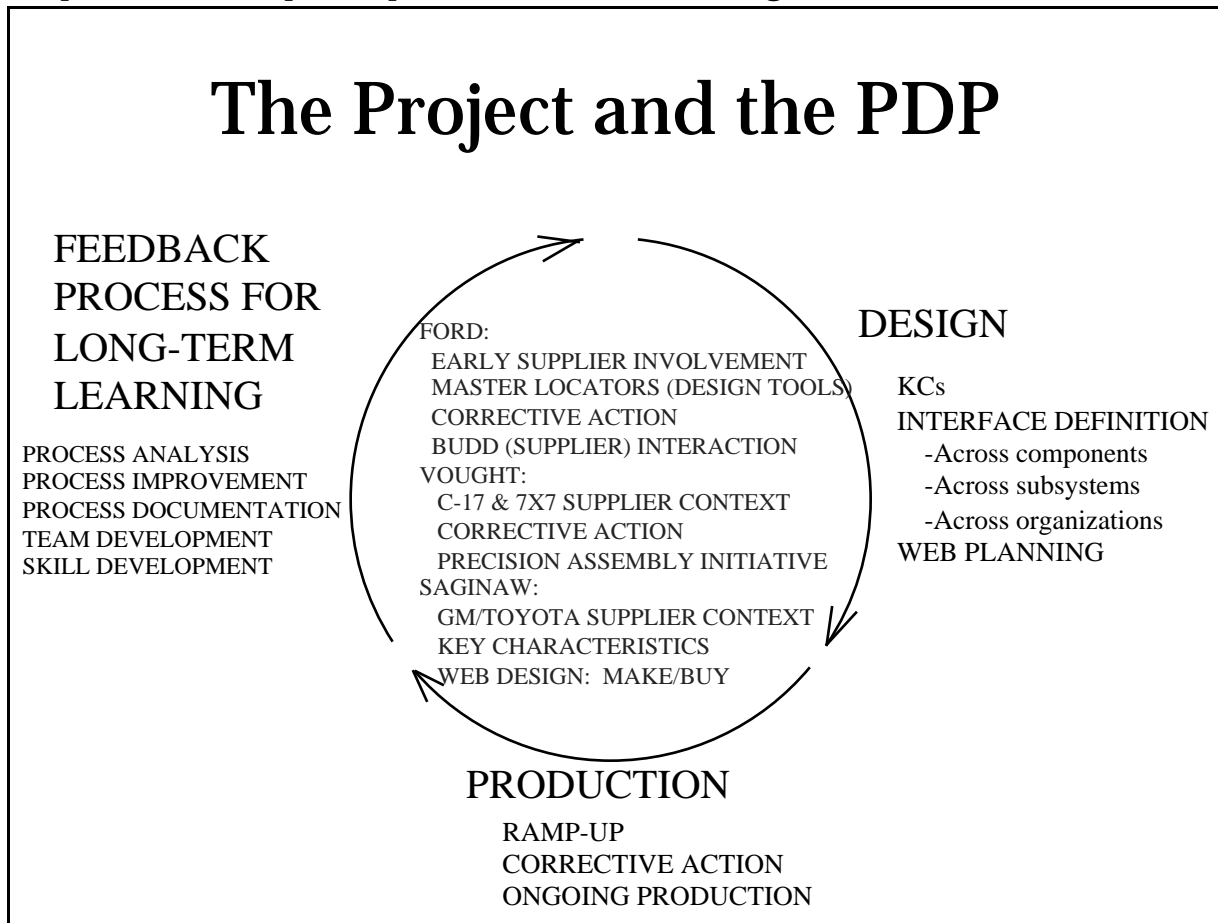 The Project and the PDP
FEEDBACK
PROCESS FOR
LONG-TERM
LEARNING
PROCESS ANALYSIS
PROCESS IMPROVEMENT
PROCESS DOCUMENTATION
TEAM DEVELOPMENT
SKILL DEVELOPMENT
FORD:
EARLY SUPPLIER INVOLVEMENT
MASTER LOCATORS (DESIGN TOOLS)
CORRECTIVE ACTION
BUDD (SUPPLIER) INTERACTION
VOUGHT:
C-17 & 7X7 SUPPLIER CONTEXT
CORRECTIVE ACTION
PRECISION ASSEMBLY INITIATIVE
SAGINAW:
GM/TOYOTA SUPPLIER CONTEXT
KEY CHARACTERISTICS
WEB DESIGN: MAKE/BUY
DESIGN
KCs
INTERFACE DEFINITION
-Across components
-Across subsystems
-Across organizations
WEB PLANNING
PRODUCTION
RAMP-UP
CORRECTIVE ACTION
ONGOING PRODUCTION